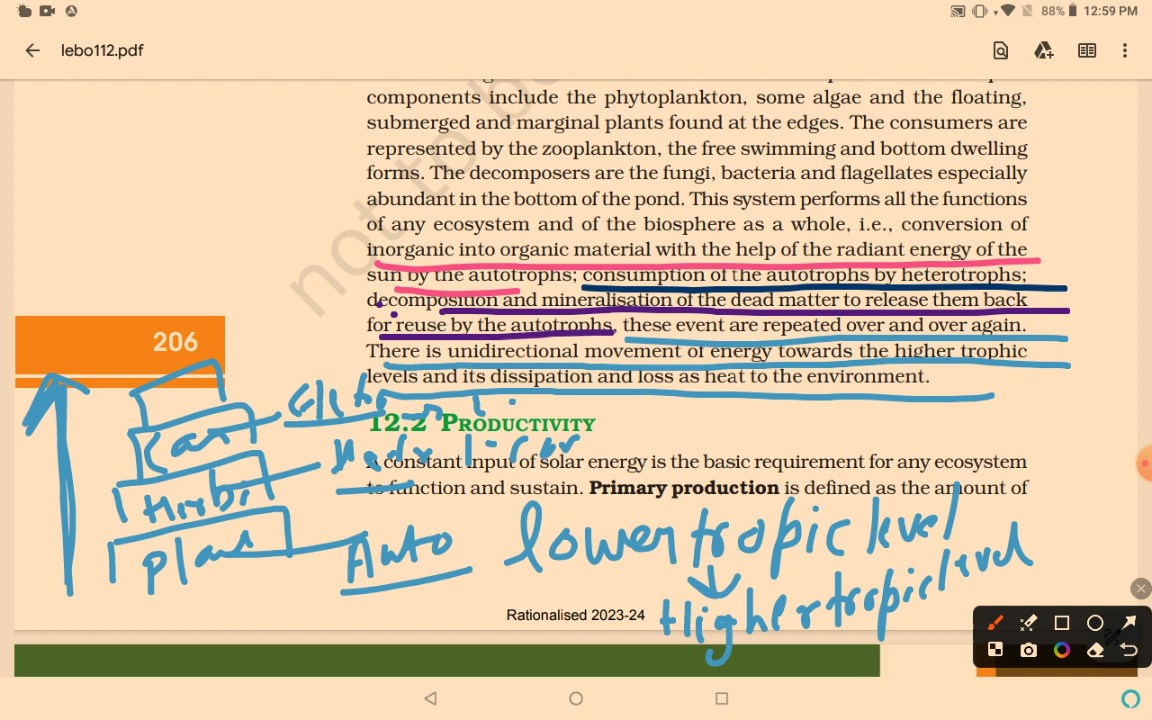 88% 12:59 PM
lebo112.pdf
components include the phytoplankton, some algae and the floating,
submerged and marginal plants found at the edges. The consumers are
represented by the zooplankton, the free swimming and bottom dwelling
forms. The decomposers are the fungi, bacteria and flagellates especially
abundant in the bottom of the pond. This system performs all the functions
of any ecosystem and of the biosphere as a whole, i.e., conversion of
inorganic into organic material with the help of the radiant energy of the
sun by the autotrophs; consumption of the autotrophs by heterotrophs;
decomposition and mineralisation of the dead matter to release them back
for reuse by the autotrophs, these event are repeated over and over again.
There is unidirectional movement of energy towards the higher trophic
levels and its dissipation and loss as heat to the environment.
206
12.2 PRODUCTIVITY
A constant input of solar energy is the basic requirement for any ecosystem
to function and sustain. Primary production is defined as the amount of
not to be
Plant
Auto
lower tropic level
Higher tropic level
Rationalised 2023-24